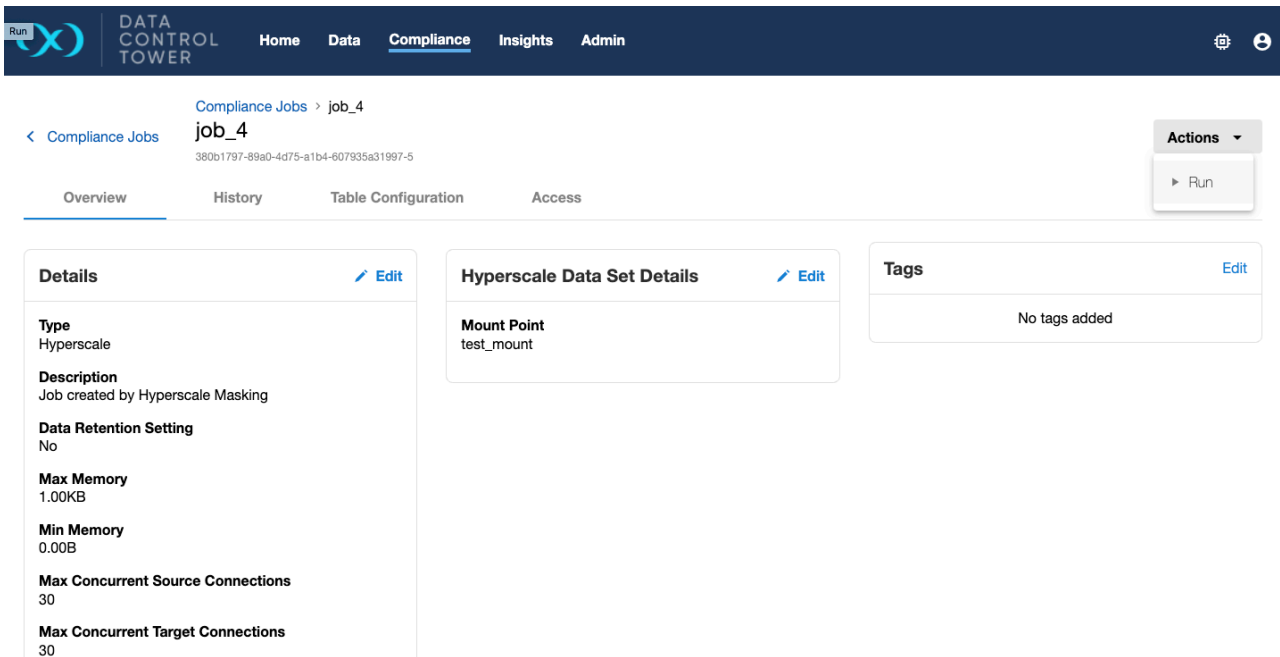 Run
DATA
CONTROL
TOWER
Home Data Compliance Insights Admin
Compliance Jobs › job_4
Compliance Jobs
job_4
380b1797-89a0-4d75-a1b4-607935a31997-5
Actions
Run
Overview History Table Configuration Access
Details Edit
Type
Hyperscale
Description
Job created by Hyperscale Masking
Data Retention Setting
No
Max Memory
1.00KB
Min Memory
0.00B
Max Concurrent Source Connections
30
Max Concurrent Target Connections
30
Hyperscale Data Set Details Edit
Mount Point
test_mount
Tags Edit
No tags added